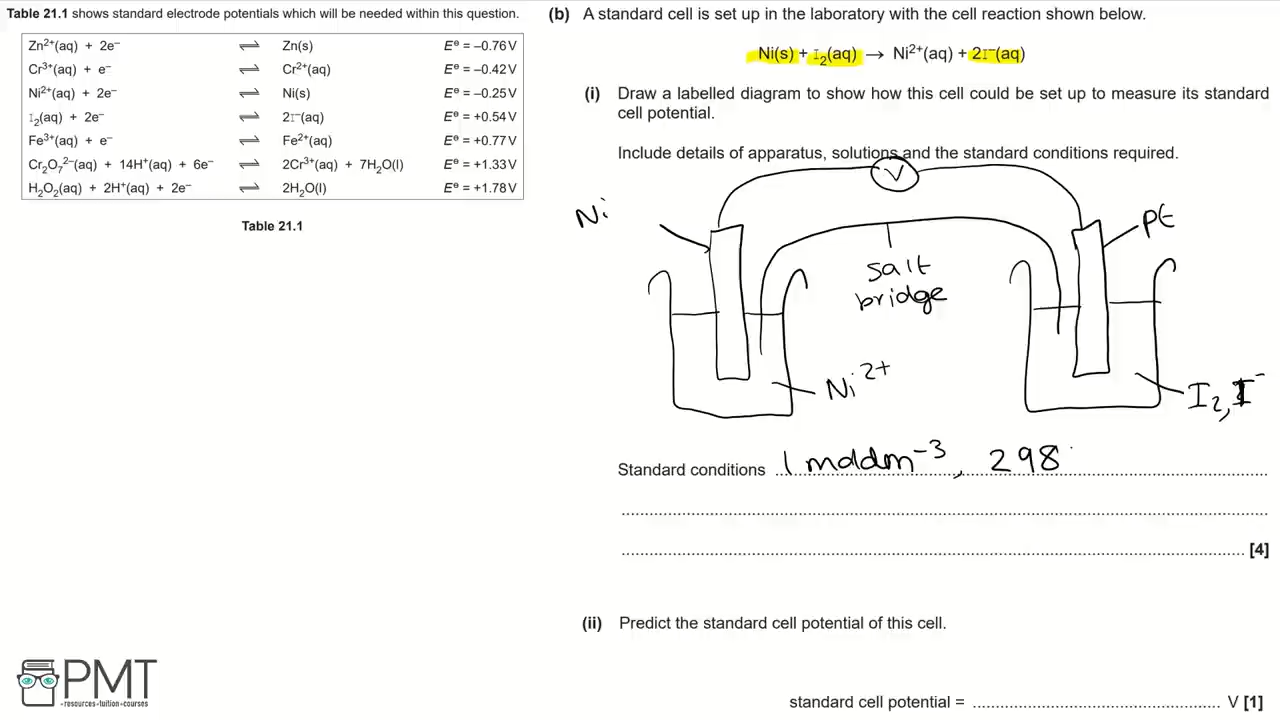 Table 21.1 shows standard electrode potentials which will be needed within this question.
Zn²⁺(aq) + 2e⁻ ⇌ Zn(s) E⦵ = –0.76 V
Cr³⁺(aq) + e⁻ ⇌ Cr²⁺(aq) E⦵ = –0.42 V
Ni²⁺(aq) + 2e⁻ ⇌ Ni(s) E⦵ = –0.25 V
I₂(aq) + 2e⁻ ⇌ 2I⁻(aq) E⦵ = +0.54 V
Fe³⁺(aq) + e⁻ ⇌ Fe²⁺(aq) E⦵ = +0.77 V
Cr₂O₇²⁻(aq) + 14H⁺(aq) + 6e⁻ ⇌ 2Cr³⁺(aq) + 7H₂O(l) E⦵ = +1.33 V
H₂O₂(aq) + 2H⁺(aq) + 2e⁻ ⇌ 2H₂O(l) E⦵ = +1.78 V
Table 21.1
(b) A standard cell is set up in the laboratory with the cell reaction shown below.
Ni(s) + I₂(aq) → Ni²⁺(aq) + 2I⁻(aq)
(i) Draw a labelled diagram to show how this cell could be set up to measure its standard
cell potential.
Include details of apparatus, solutions and the standard conditions required.
V
Ni
Pt
salt
bridge
Ni²⁺
I₂, I⁻
Standard conditions 1 moldm⁻³, 298
[4]
(ii) Predict the standard cell potential of this cell.
standard cell potential = V [1]
PMT
resources•tuition•courses